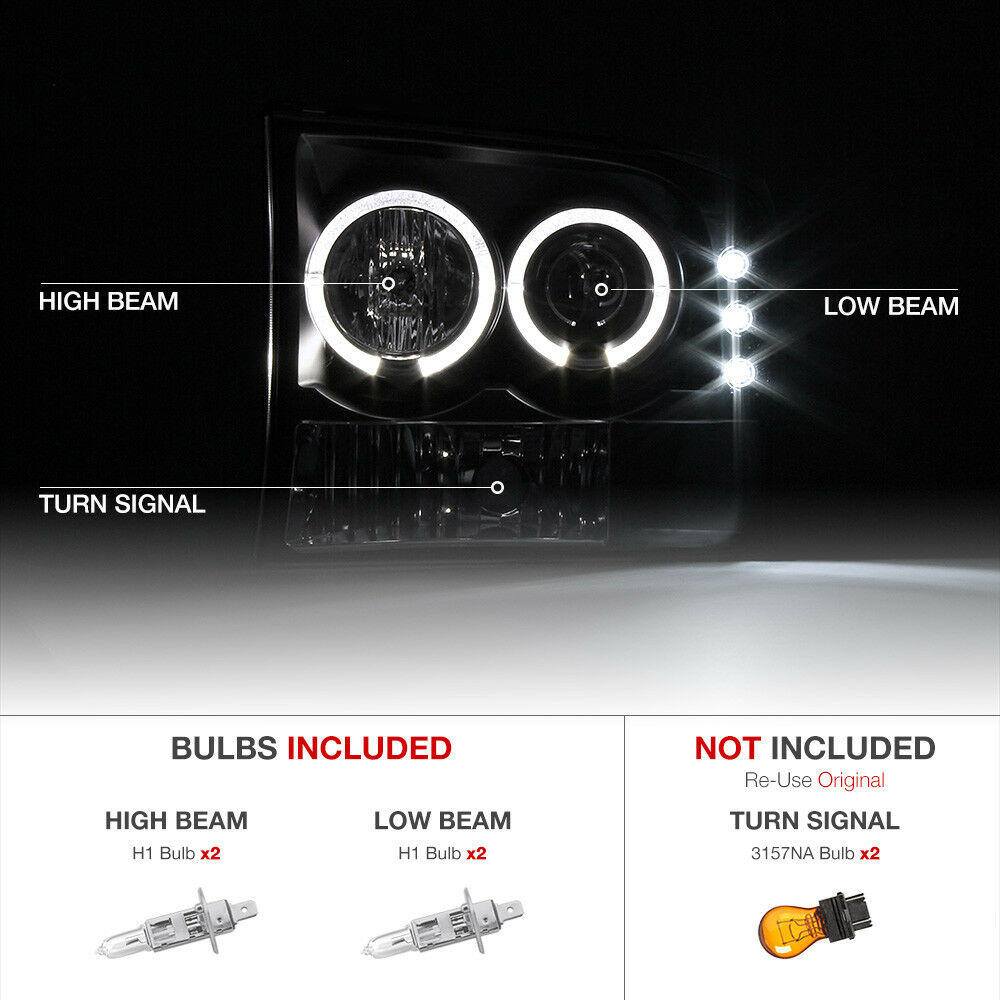 HIGH BEAM
LOW BEAM
TURN SIGNAL
BULBS INCLUDED
HIGH BEAM
H1 Bulb x2
LOW BEAM
H1 Bulb x2
NOT INCLUDED
Re-Use Original
TURN SIGNAL
3157NA Bulb x2